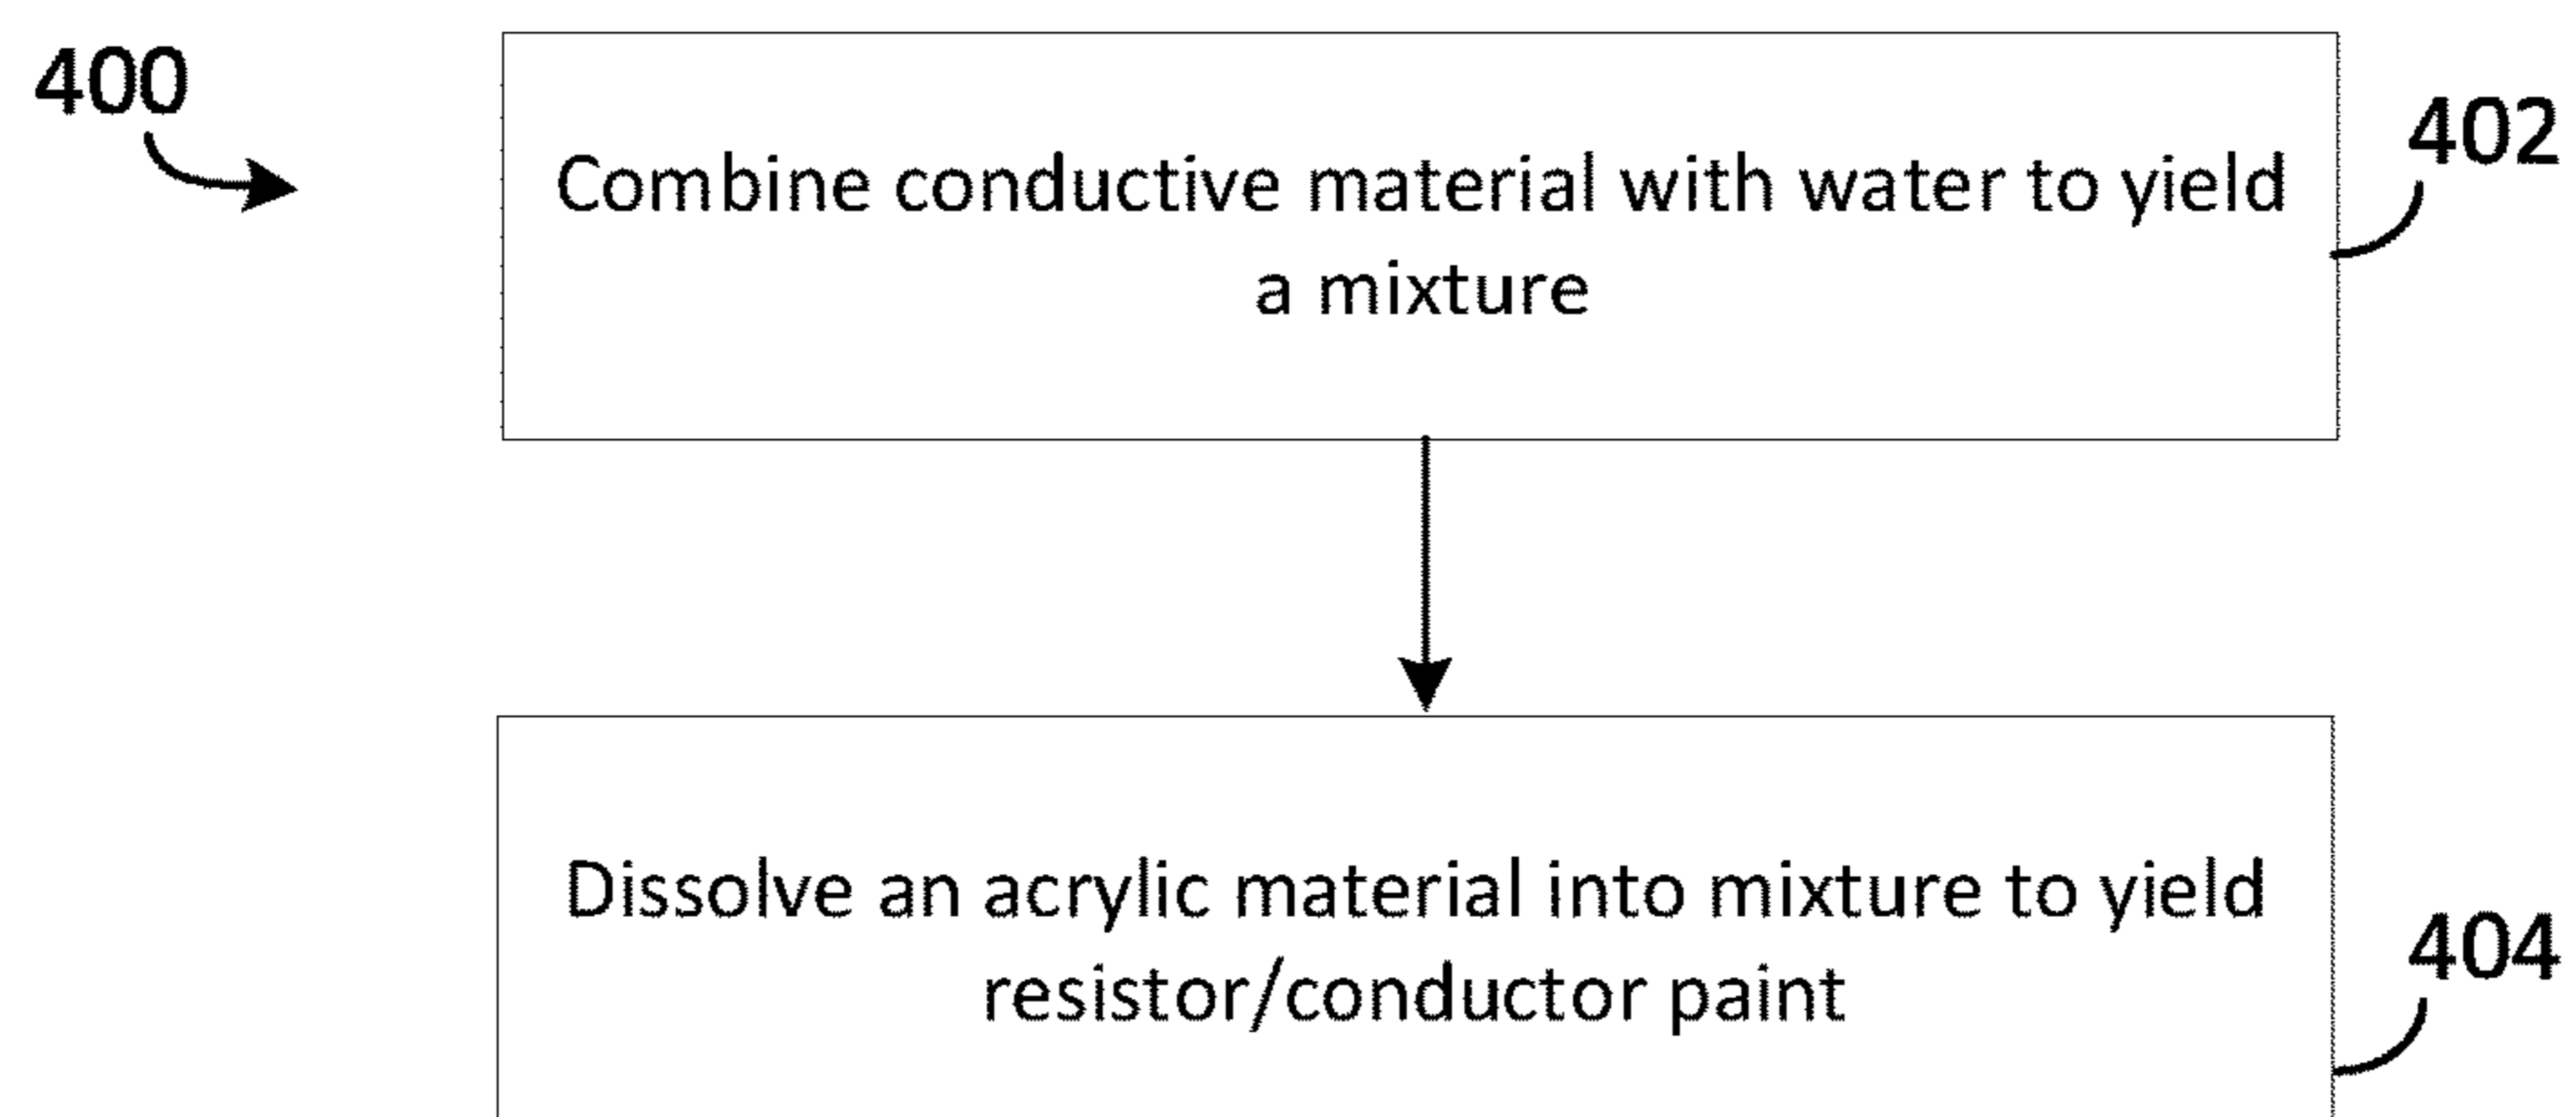 400
Combine conductive material with water to yield
a mixture
402
Dissolve an acrylic material into mixture to yield
resistor/conductor paint
404